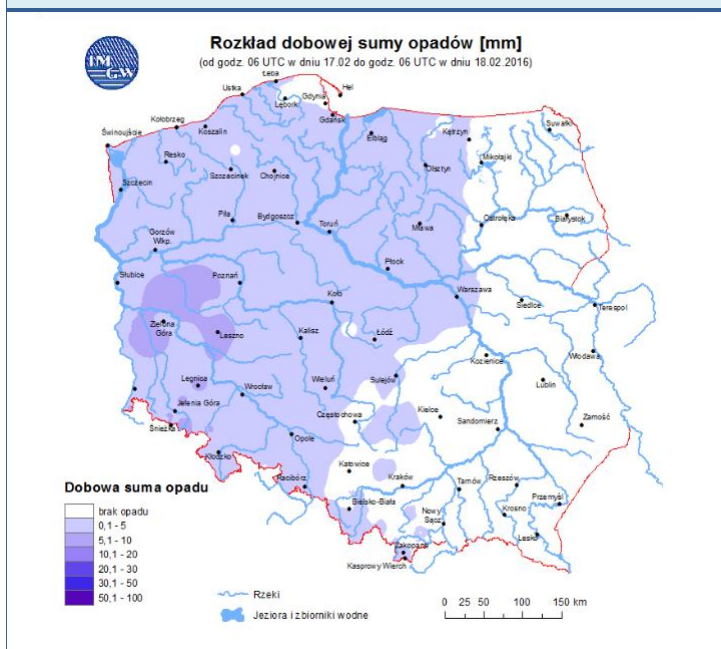 Rozkład dobowej sumy opadów [mm]
(od godz. 06 UTC w dniu 17.02 do godz. 06 UTC w dniu 18.02.2016)
IM
GW
Łeba
Hel
Ustka
Gdynia
Lębork
Gdańsk
Kołobrzeg
Koszalin
Elbląg
Kętrzyn
Suwałki
Świnoujście
Resko
Szczecinek
Chojnice
Olsztyn
Mikołajki
Szczecin
Piła
Bydgoszcz
Toruń
Mława
Ostrołęka
Białystok
Gorzów
Wlkp.
Płock
Słubice
Poznań
Koło
Warszawa
Siedlce
Terespol
Zielona
Góra
Leszno
Kalisz
Łódź
Kozienice
Włodawa
Legnica
Wrocław
Wieluń
Sulejów
Lublin
Jelenia Góra
Częstochowa
Kielce
Sandomierz
Zamość
Śnieżka
Opole
Kłodzko
Katowice
Racibórz
Kraków
Tarnów
Rzeszów
Bielsko-Biała
Nowy
Sącz
Krosno
Przemyśl
Lesko
Zakopane
Kasprowy Wierch
Dobowa suma opadu
brak opadu
0,1 - 5
5,1 - 10
10,1 - 20
20,1 - 30
30,1 - 50
50,1 - 100
Rzeki
Jeziora i zbiorniki wodne
0 25 50 100 150 km